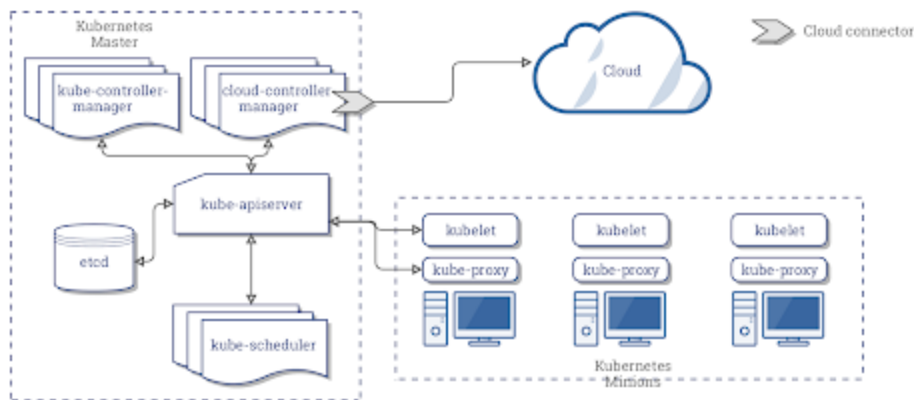 Kubernetes
Master
kube-controller-
manager
cloud-controller
manager
Cloud
Cloud connector
kube-apiserver
etcd
kube-scheduler
kubelet
kubelet
kubelet
kube-proxy
kube-proxy
kube-proxy
Kubernetes
Minions